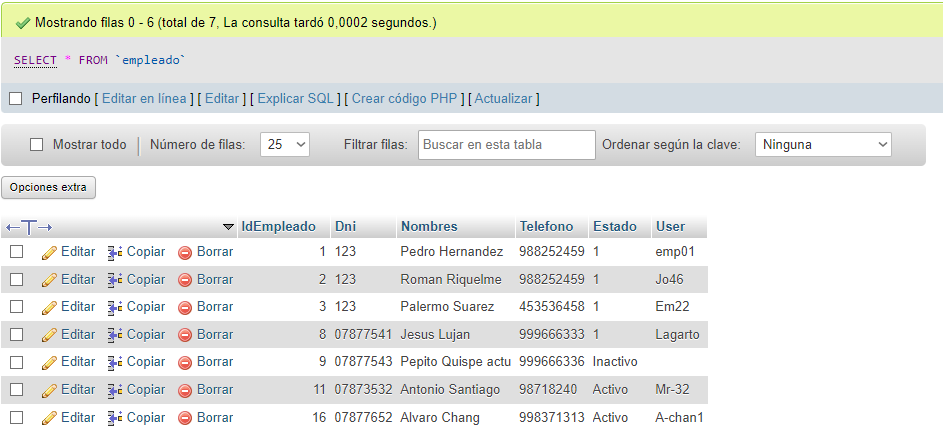 Mostrando filas 0 - 6 (total de 7, La consulta tardó 0,0002 segundos.)
SELECT * FROM `empleado`
Perfilando [ Editar en línea ] [ Editar ] [ Explicar SQL ] [ Crear código PHP ] [ Actualizar ]
Mostrar todo | Número de filas: 25 Filtrar filas: Buscar en esta tabla Ordenar según la clave: Ninguna
Opciones extra
←T→ IdEmpleado Dni Nombres Telefono Estado User
Editar Copiar Borrar 1 123 Pedro Hernandez 988252459 1 emp01
Editar Copiar Borrar 2 123 Roman Riquelme 988252459 1 Jo46
Editar Copiar Borrar 3 123 Palermo Suarez 453536458 1 Em22
Editar Copiar Borrar 8 07877541 Jesus Lujan 999666333 1 Lagarto
Editar Copiar Borrar 9 07877543 Pepito Quispe actu 999666336 Inactivo
Editar Copiar Borrar 11 07873532 Antonio Santiago 98718240 Activo Mr-32
Editar Copiar Borrar 16 07877652 Alvaro Chang 998371313 Activo A-chan1